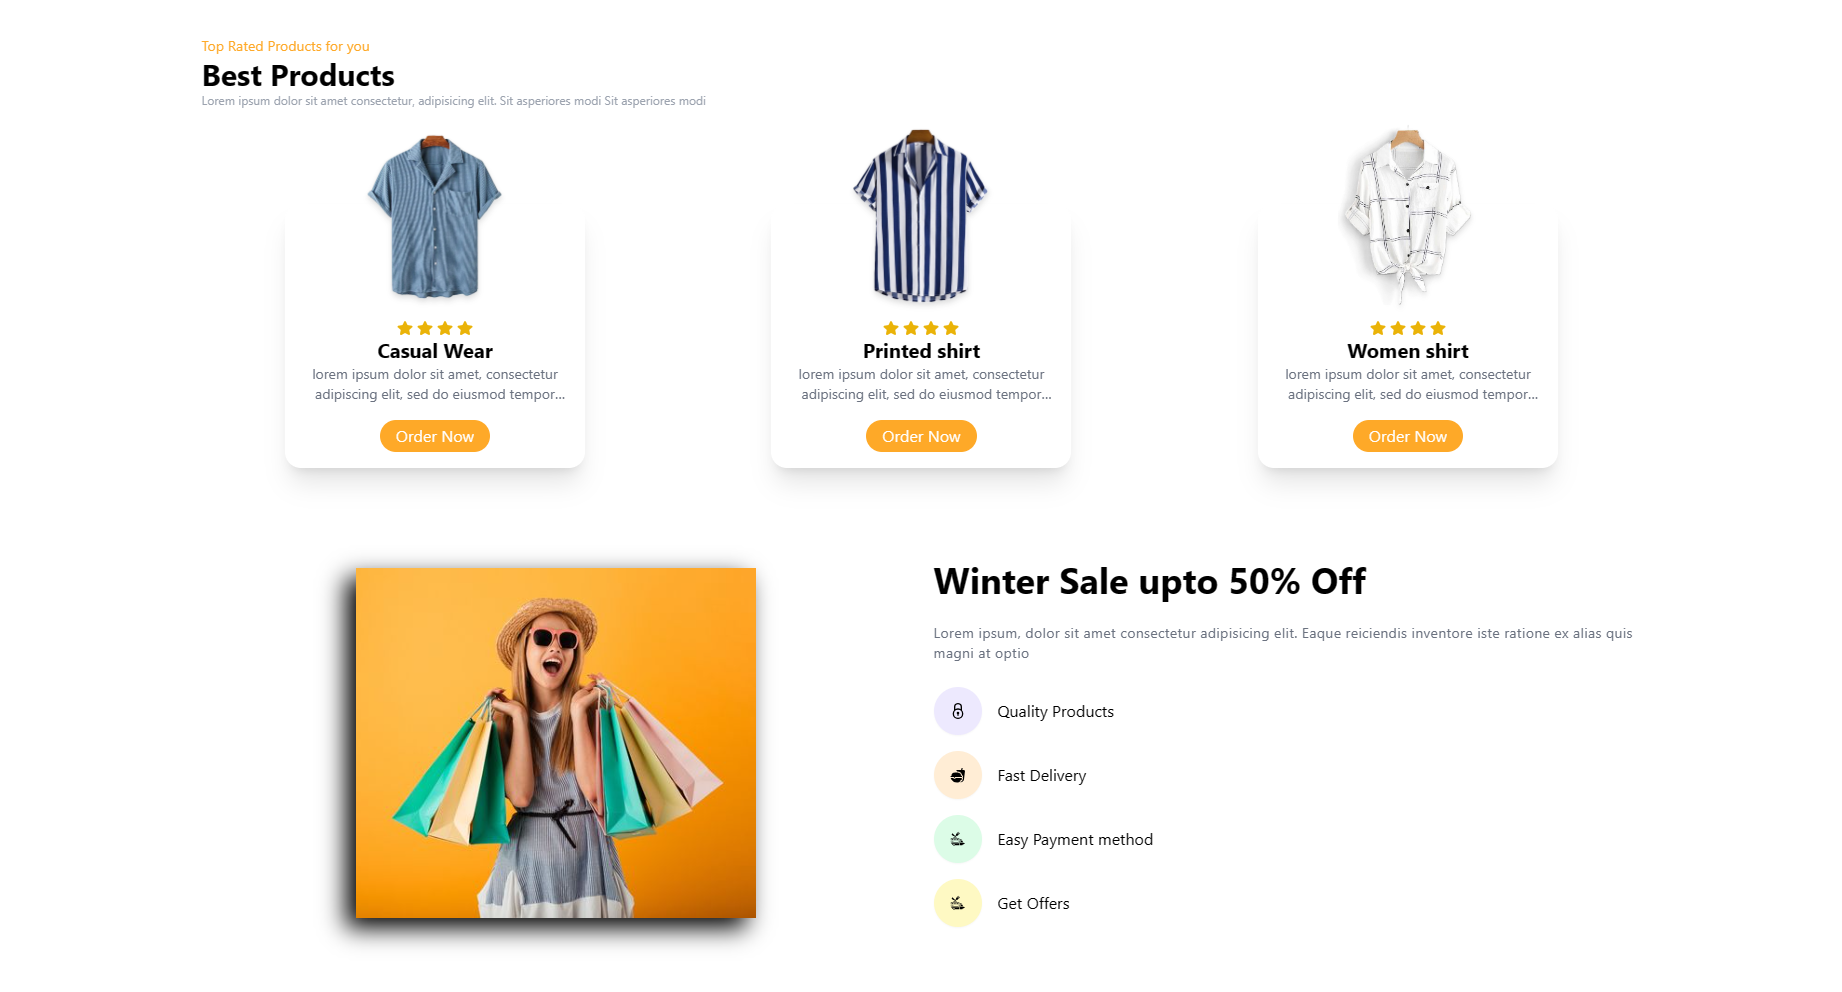 Top Rated Products for you
Best Products
Lorem ipsum dolor sit amet consectetur, adipisicing elit. Sit asperiores modi Sit asperiores modi
Casual Wear
lorem ipsum dolor sit amet, consectetur
adipiscing elit, sed do eiusmod tempor...
Order Now
Printed shirt
lorem ipsum dolor sit amet, consectetur
adipiscing elit, sed do eiusmod tempor...
Order Now
Women shirt
lorem ipsum dolor sit amet, consectetur
adipiscing elit, sed do eiusmod tempor...
Order Now
Winter Sale upto 50% Off
Lorem ipsum, dolor sit amet consectetur adipisicing elit. Eaque reiciendis inventore iste ratione ex alias quis
magni at optio
Quality Products
Fast Delivery
Easy Payment method
Get Offers